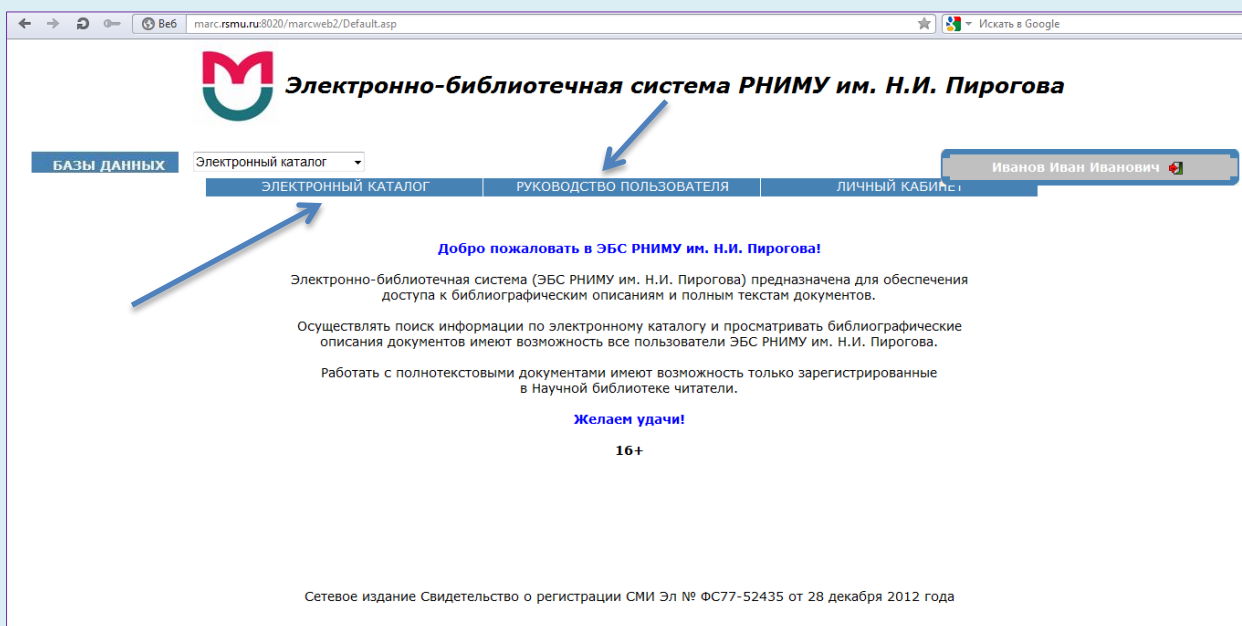 Веб
marc.rsmu.ru:8020/marcweb2/Default.asp
Искать в Google
Электронно-библиотечная система РНИМУ им. Н.И. Пирогова
БАЗЫ ДАННЫХ
Электронный каталог
Иванов Иван Иванович
ЭЛЕКТРОННЫЙ КАТАЛОГ
РУКОВОДСТВО ПОЛЬЗОВАТЕЛЯ
ЛИЧНЫЙ КАБИНЕТ
Добро пожаловать в ЭБС РНИМУ им. Н.И. Пирогова!
Электронно-библиотечная система (ЭБС РНИМУ им. Н.И. Пирогова) предназначена для обеспечения
доступа к библиографическим описаниям и полным текстам документов.
Осуществлять поиск информации по электронному каталогу и просматривать библиографические
описания документов имеют возможность все пользователи ЭБС РНИМУ им. Н.И. Пирогова.
Работать с полнотекстовыми документами имеют возможность только зарегистрированные
в Научной библиотеке читатели.
Желаем удачи!
16+
Сетевое издание Свидетельство о регистрации СМИ Эл № ФС77-52435 от 28 декабря 2012 года